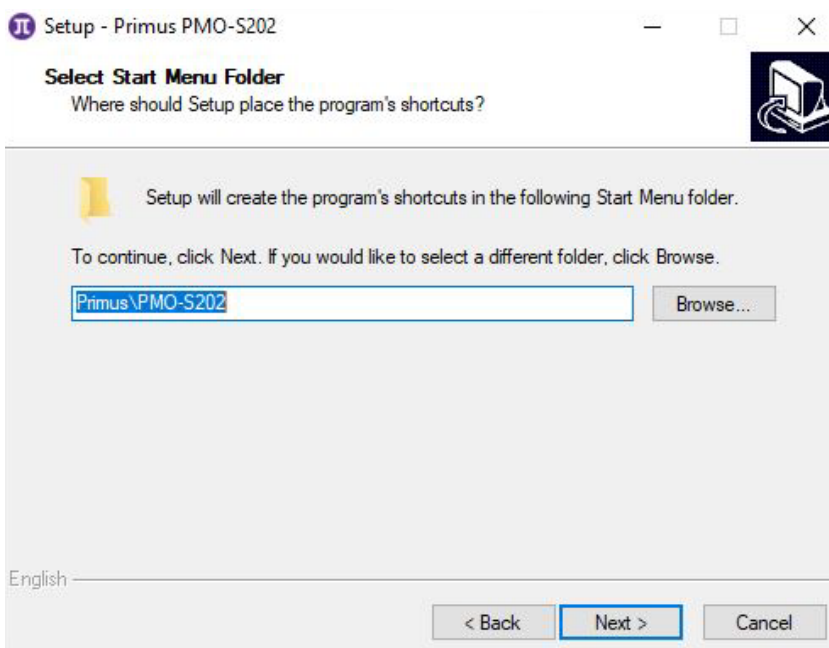 Setup - Primus PMO-S202
Select Start Menu Folder
Where should Setup place the program's shortcuts?
Setup will create the program's shortcuts in the following Start Menu folder.
To continue, click Next. If you would like to select a different folder, click Browse.
Primus\PMO-S202
Browse...
English
< Back
Next >
Cancel